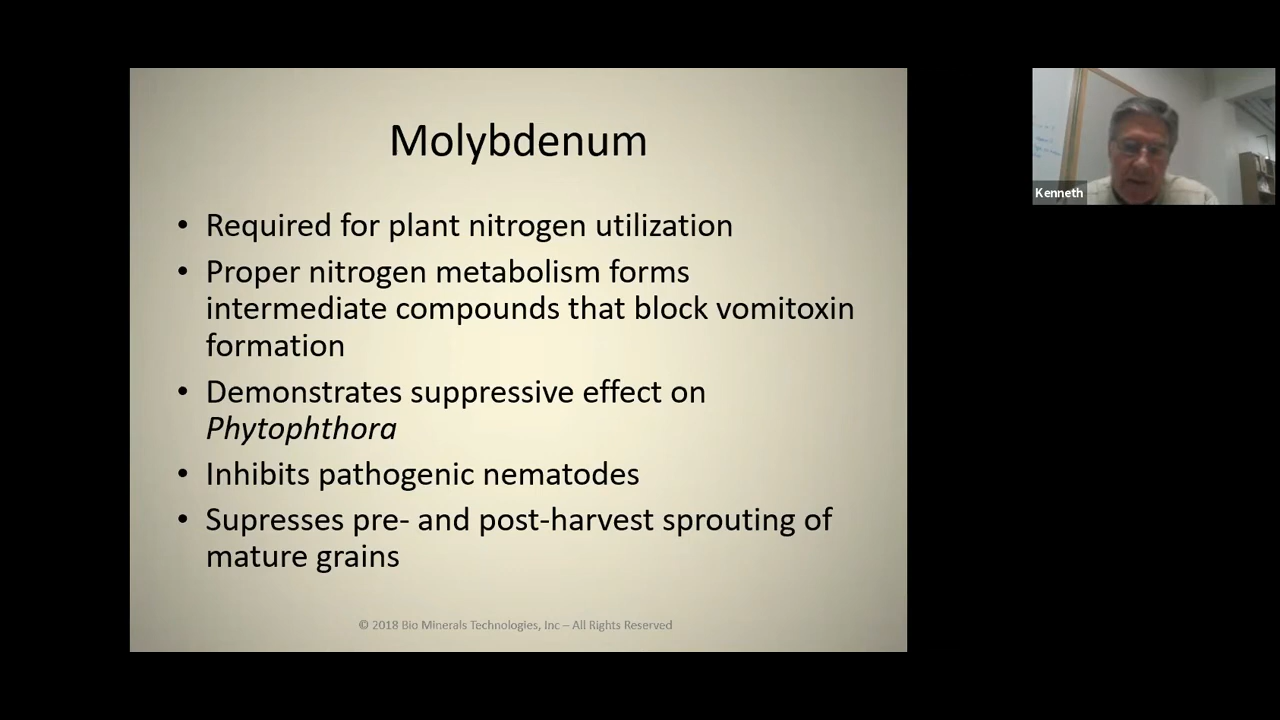 Molybdenum
• Required for plant nitrogen utilization
• Proper nitrogen metabolism forms
intermediate compounds that block vomitoxin
formation
• Demonstrates suppressive effect on
Phytophthora
• Inhibits pathogenic nematodes
• Supresses pre- and post-harvest sprouting of
mature grains
© 2018 Bio Minerals Technologies, Inc – All Rights Reserved
Kenneth